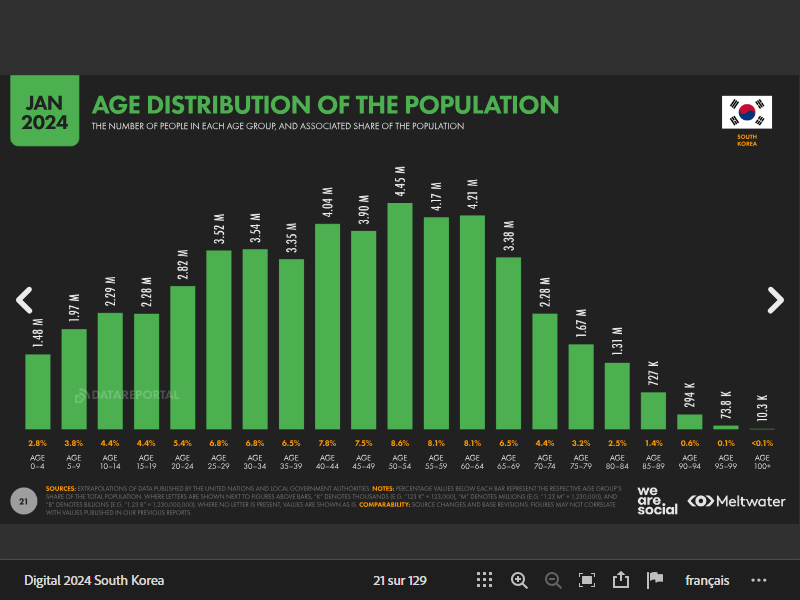 JAN
2024
AGE DISTRIBUTION OF THE POPULATION
THE NUMBER OF PEOPLE IN EACH AGE GROUP, AND ASSOCIATED SHARE OF THE POPULATION
SOUTH
KOREA
1.48 M
1.97 M
2.29 M
2.28 M
2.82 M
3.52 M
3.54 M
3.35 M
4.04 M
3.90 M
4.45 M
4.17 M
4.21 M
3.38 M
2.28 M
1.67 M
1.31 M
727 K
294 K
73.8 K
10.3 K
DATAREPORTAL
2.8% 3.8% 4.4% 4.4% 5.4% 6.8% 6.8% 6.5% 7.8% 7.5% 8.6% 8.1% 8.1% 6.5% 4.4% 3.2% 2.5% 1.4% 0.6% 0.1% <0.1%
AGE AGE AGE AGE AGE AGE AGE AGE AGE AGE AGE AGE AGE AGE AGE AGE AGE AGE AGE AGE AGE
0–4 5–9 10–14 15–19 20–24 25–29 30–34 35–39 40–44 45–49 50–54 55–59 60–64 65–69 70–74 75–79 80–84 85–89 90–94 95–99 100+
21
SOURCES: EXTRAPOLATIONS OF DATA PUBLISHED BY THE UNITED NATIONS AND LOCAL GOVERNMENT AUTHORITIES. NOTES: PERCENTAGE VALUES BELOW EACH BAR REPRESENT THE RESPECTIVE AGE GROUP'S
SHARE OF THE TOTAL POPULATION. WHERE LETTERS ARE SHOWN NEXT TO FIGURES ABOVE BARS, "K" DENOTES THOUSANDS (E.G. "123 K" = 123,000), "M" DENOTES MILLIONS (E.G. "1.23 M" = 1,230,000), AND
"B" DENOTES BILLIONS (E.G. "1.23 B" = 1,230,000,000). WHERE NO LETTER IS PRESENT, VALUES ARE SHOWN AS IS. COMPARABILITY: SOURCE CHANGES AND BASE REVISIONS. FIGURES MAY NOT CORRELATE
WITH VALUES PUBLISHED IN OUR PREVIOUS REPORTS.
we
are.
social
Meltwater
Digital 2024 South Korea
21 sur 129
français